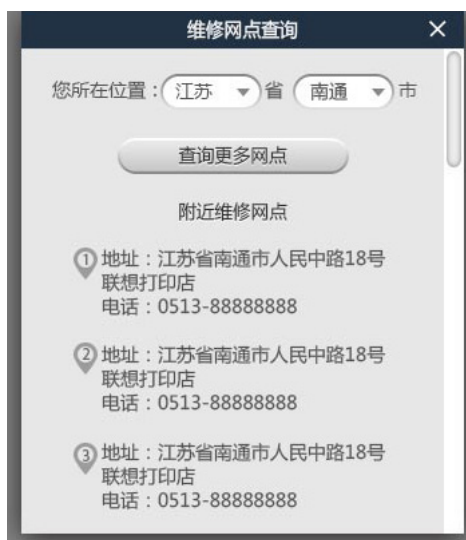 维修网点查询
您所在位置：江苏 省 南通 市
查询更多网点
附近维修网点
1 地址：江苏省南通市人民中路18号
联想打印店
电话：0513-88888888
2 地址：江苏省南通市人民中路18号
联想打印店
电话：0513-88888888
3 地址：江苏省南通市人民中路18号
联想打印店
电话：0513-88888888